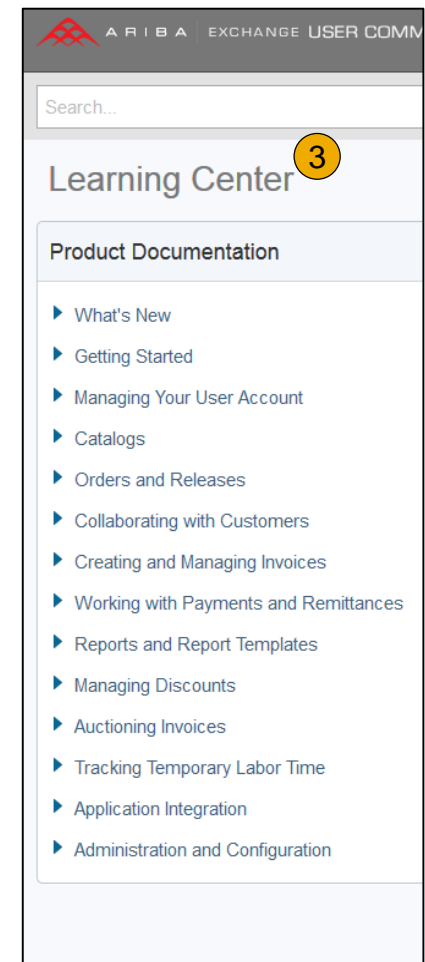 ARIBA EXCHANGE USER COMM
Search...
Learning Center
3
Product Documentation
What's New
Getting Started
Managing Your User Account
Catalogs
Orders and Releases
Collaborating with Customers
Creating and Managing Invoices
Working with Payments and Remittances
Reports and Report Templates
Managing Discounts
Auctioning Invoices
Tracking Temporary Labor Time
Application Integration
Administration and Configuration